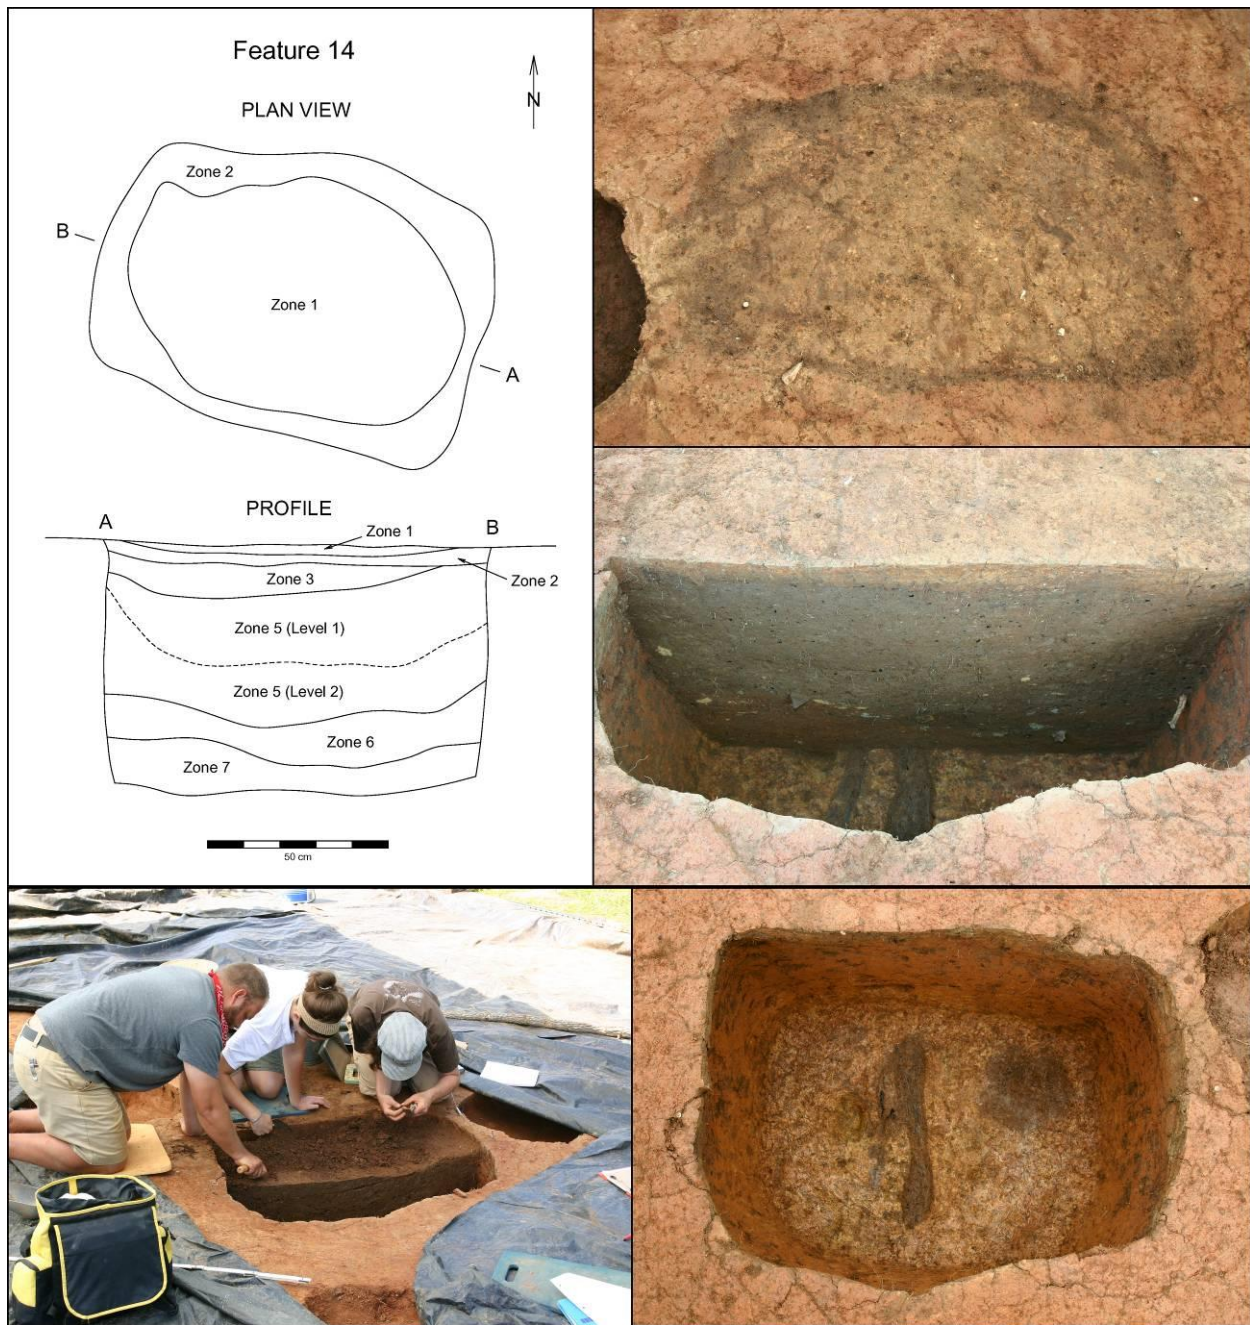 Feature 14
N
PLAN VIEW
Zone 2
B
Zone 1
A
PROFILE
A
B
Zone 1
Zone 2
Zone 3
Zone 5 (Level 1)
Zone 5 (Level 2)
Zone 6
Zone 7
50 cm